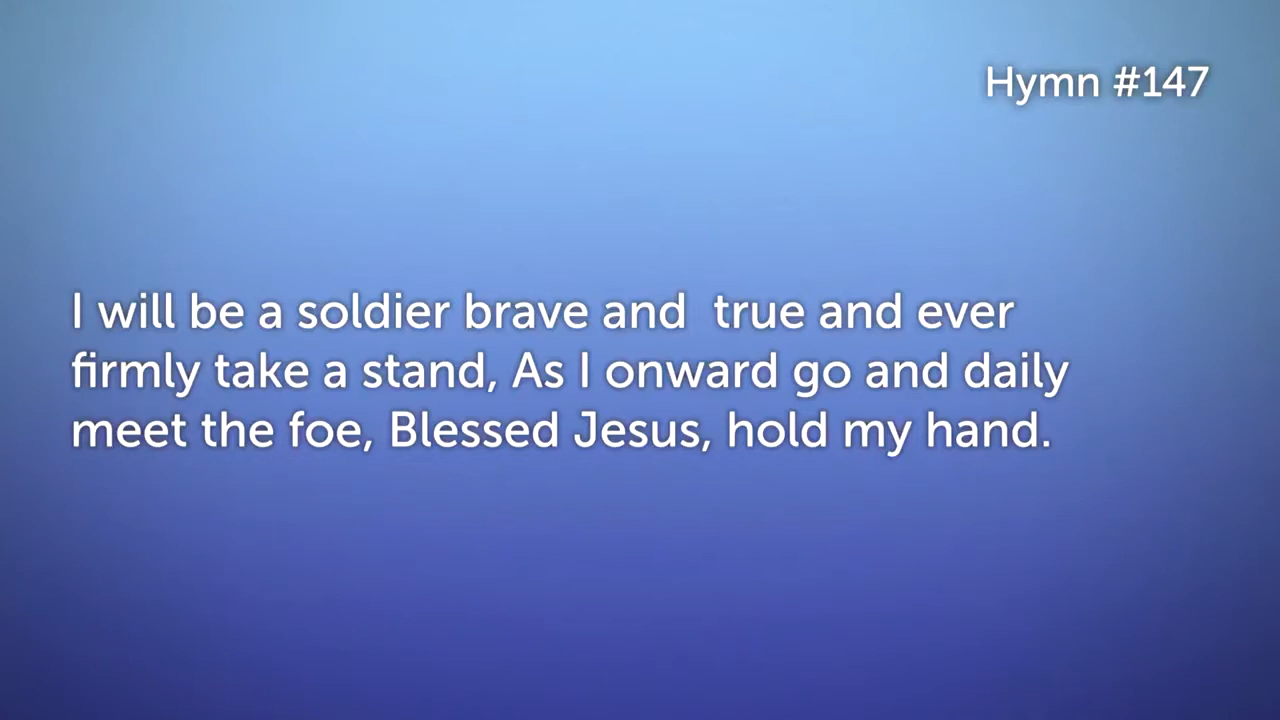 Hymn #147
I will be a soldier brave and  true and ever
firmly take a stand, As I onward go and daily
meet the foe, Blessed Jesus, hold my hand.